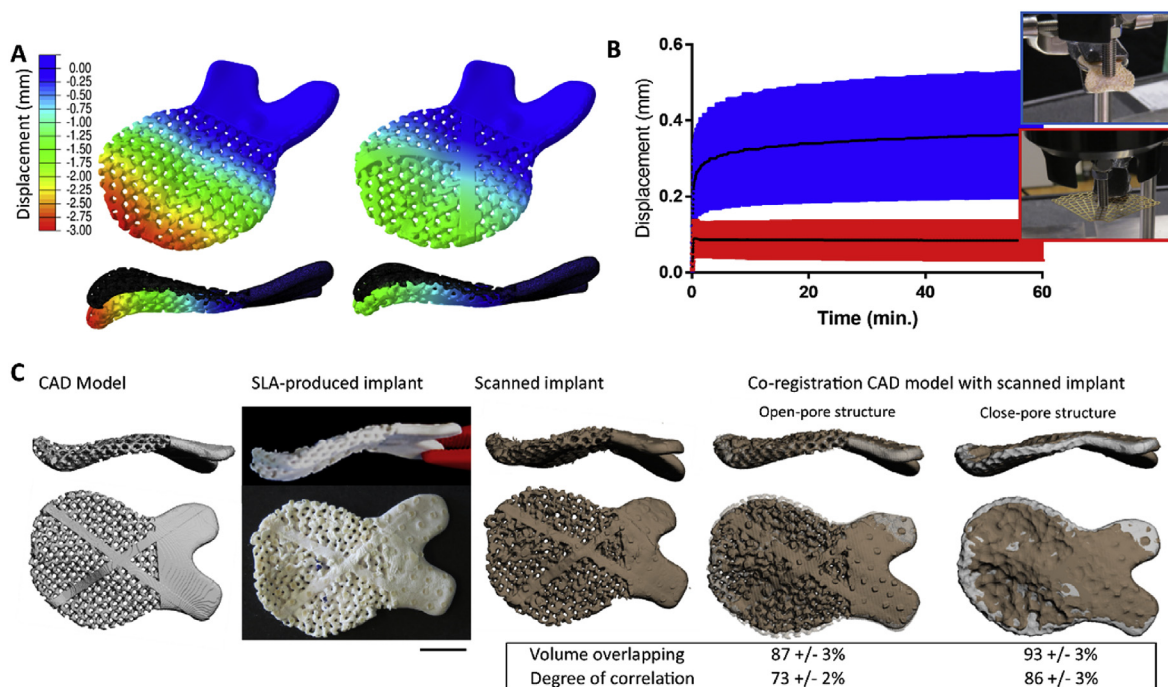 A
Displacement (mm)
0.00
-0.25
-0.50
-0.75
-1.00
-1.25
-1.50
-1.75
-2.00
-2.25
-2.50
-2.75
-3.00
B
Displacement (mm)
0.6
0.4
0.2
0.0
0
20
40
60
Time (min.)
C
CAD Model
SLA-produced implant
Scanned implant
Co-registration CAD model with scanned implant
Open-pore structure
Close-pore structure
Volume overlapping 87 +/- 3% 93 +/- 3%
Degree of correlation 73 +/- 2% 86 +/- 3%